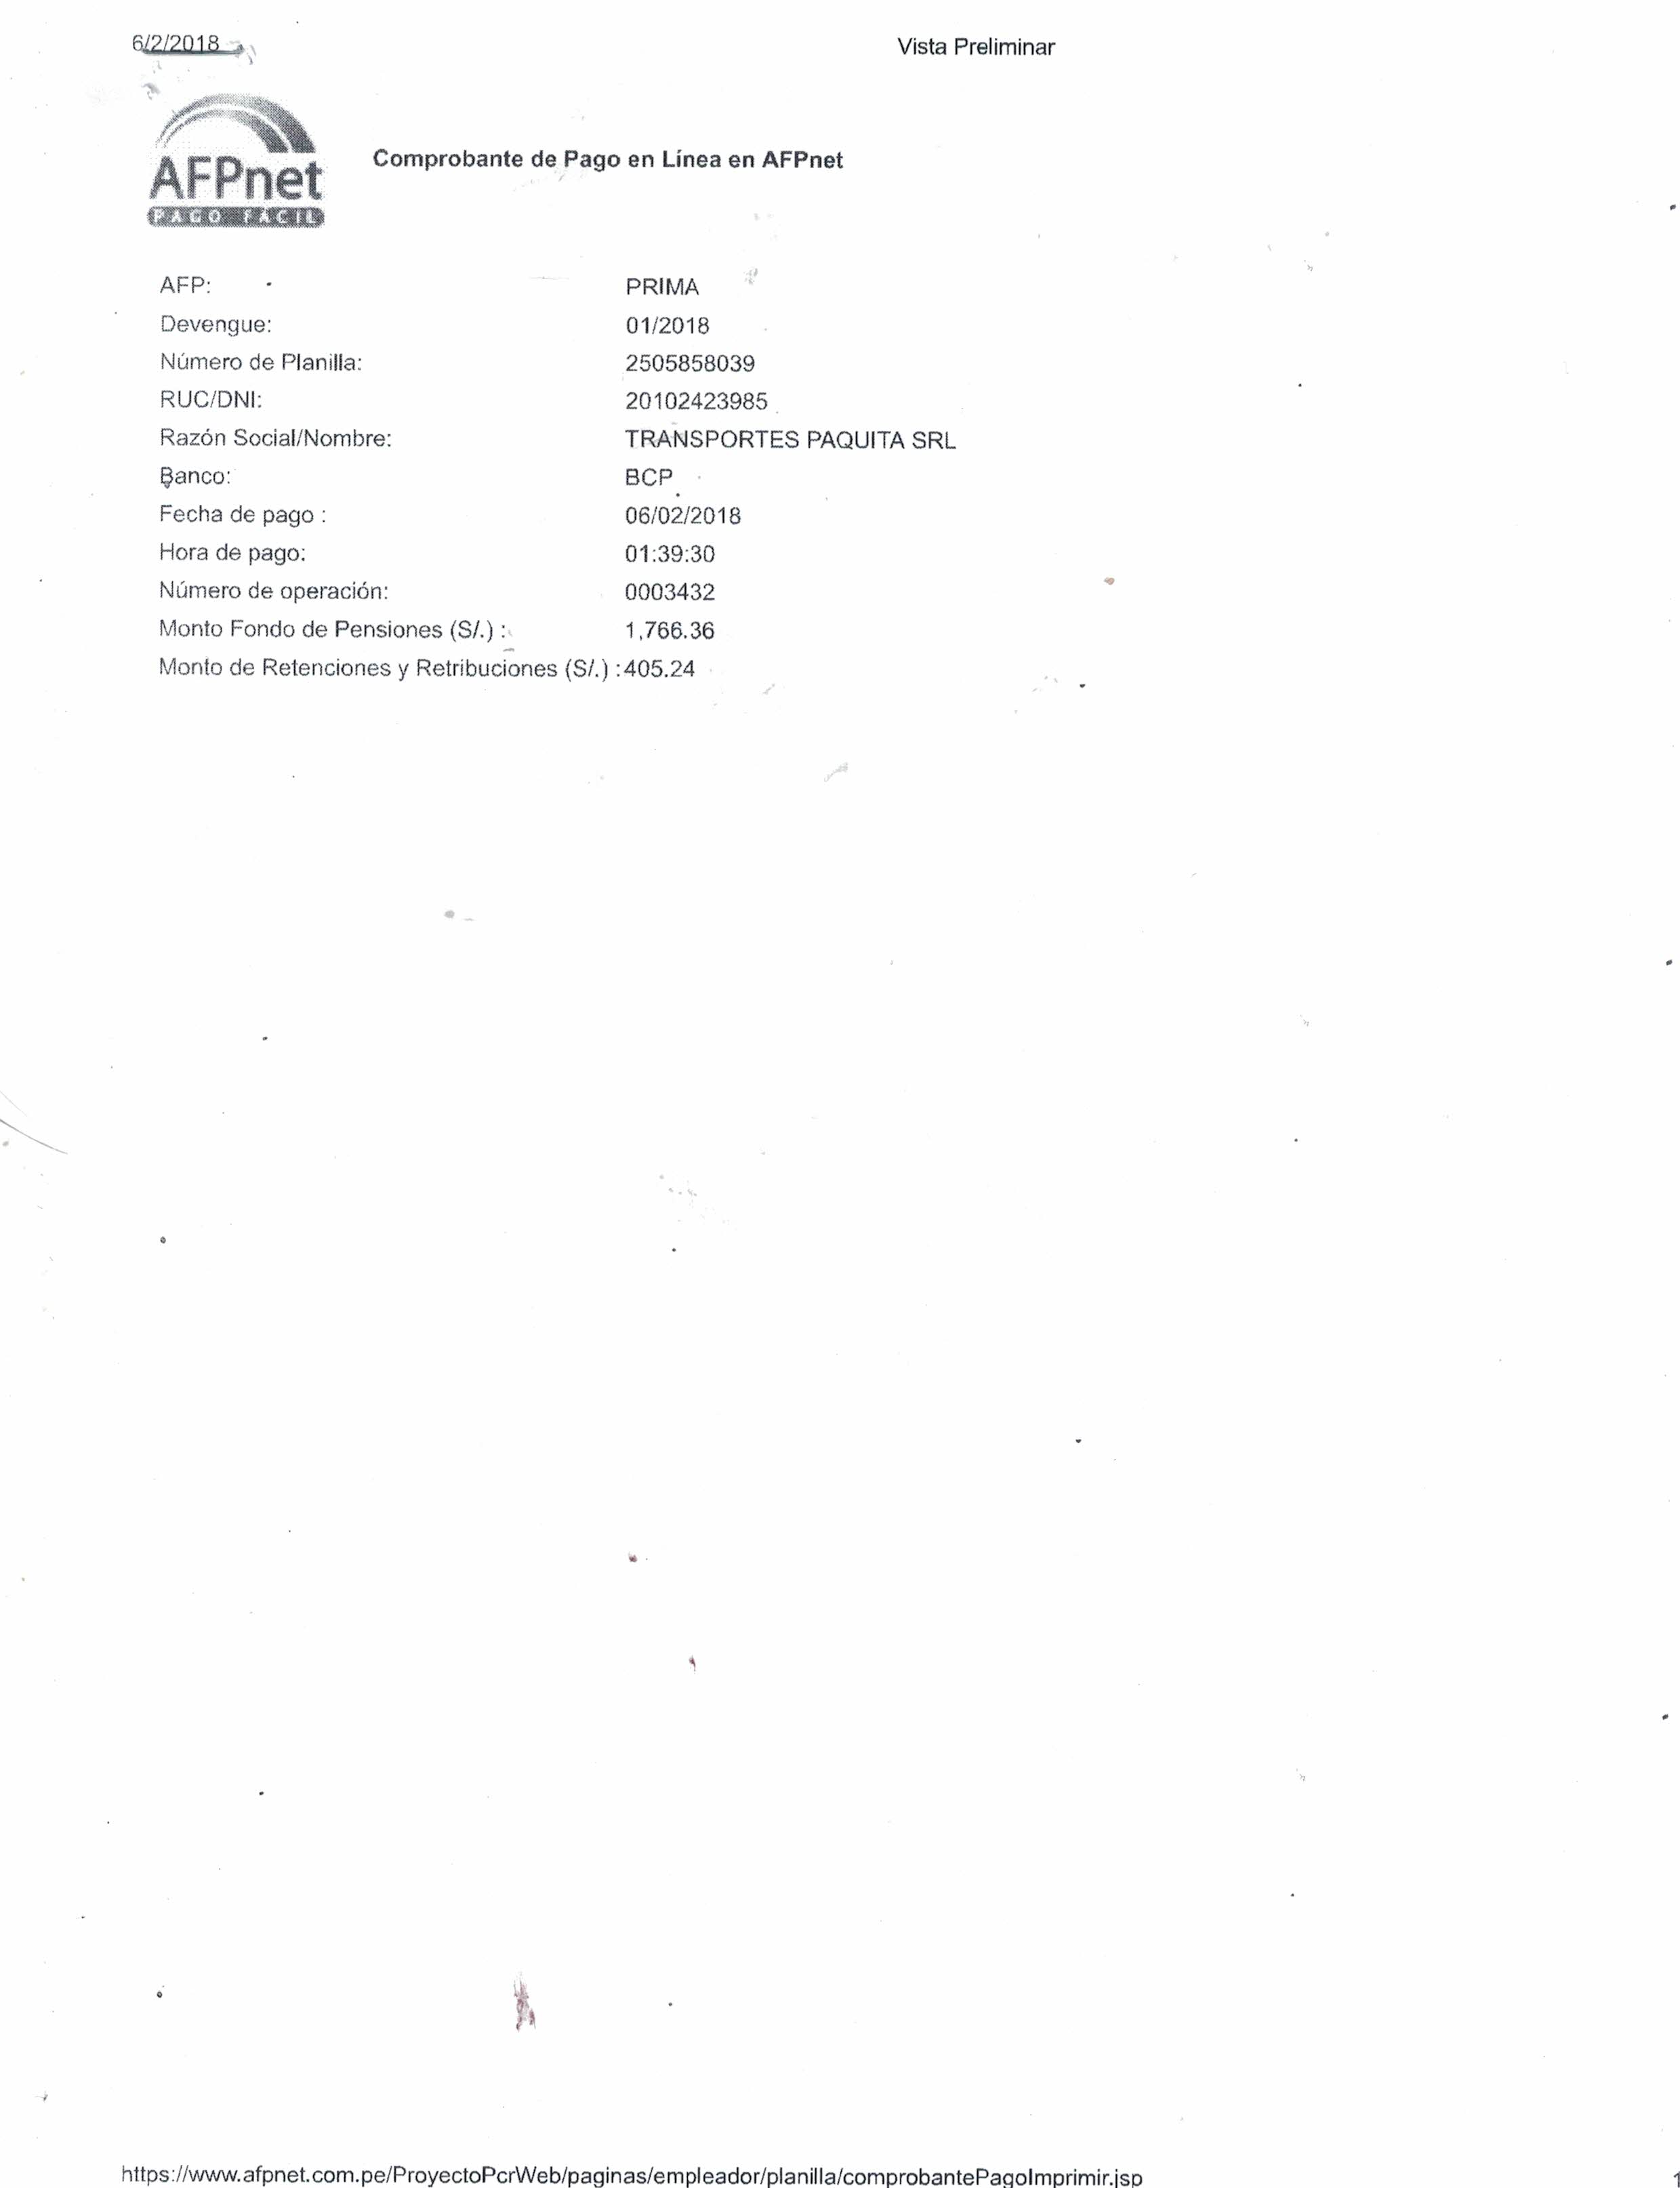 6/2/2018 Vista Preliminar
AFPnet
PAGO FACIL
Comprobante de Pago en Línea en AFPnet
AFP: PRIMA
Devengue: 01/2018
Número de Planilla: 2505858039
RUC/DNI: 20102423985
Razón Social/Nombre: TRANSPORTES PAQUITA SRL
Banco: BCP
Fecha de pago : 06/02/2018
Hora de pago: 01:39:30
Número de operación: 0003432
Monto Fondo de Pensiones (S/.) : 1,766.36
Monto de Retenciones y Retribuciones (S/.) : 405.24
https://www.afpnet.com.pe/ProyectoPcrWeb/paginas/empleador/planilla/comprobantePagoImprimir.jsp 1